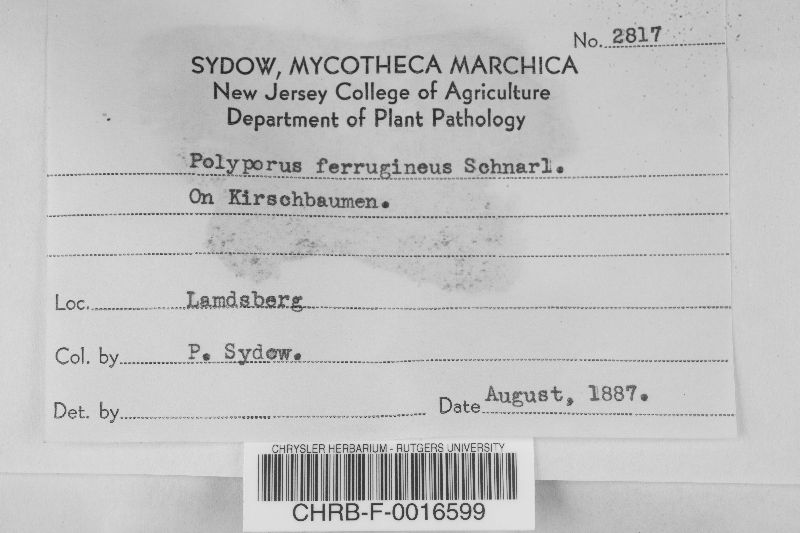 No. 2817
SYDOW, MYCOTHECA MARCHICA
New Jersey College of Agriculture
Department of Plant Pathology
Polyporus ferrugineus Schnarl.
On Kirschbaumen.
Loc. Lamdsberg
Col. by P. Sydow.
Det. by Date August, 1887.
CHRYSLER HERBARIUM - RUTGERS UNIVERSITY
CHRB-F-0016599